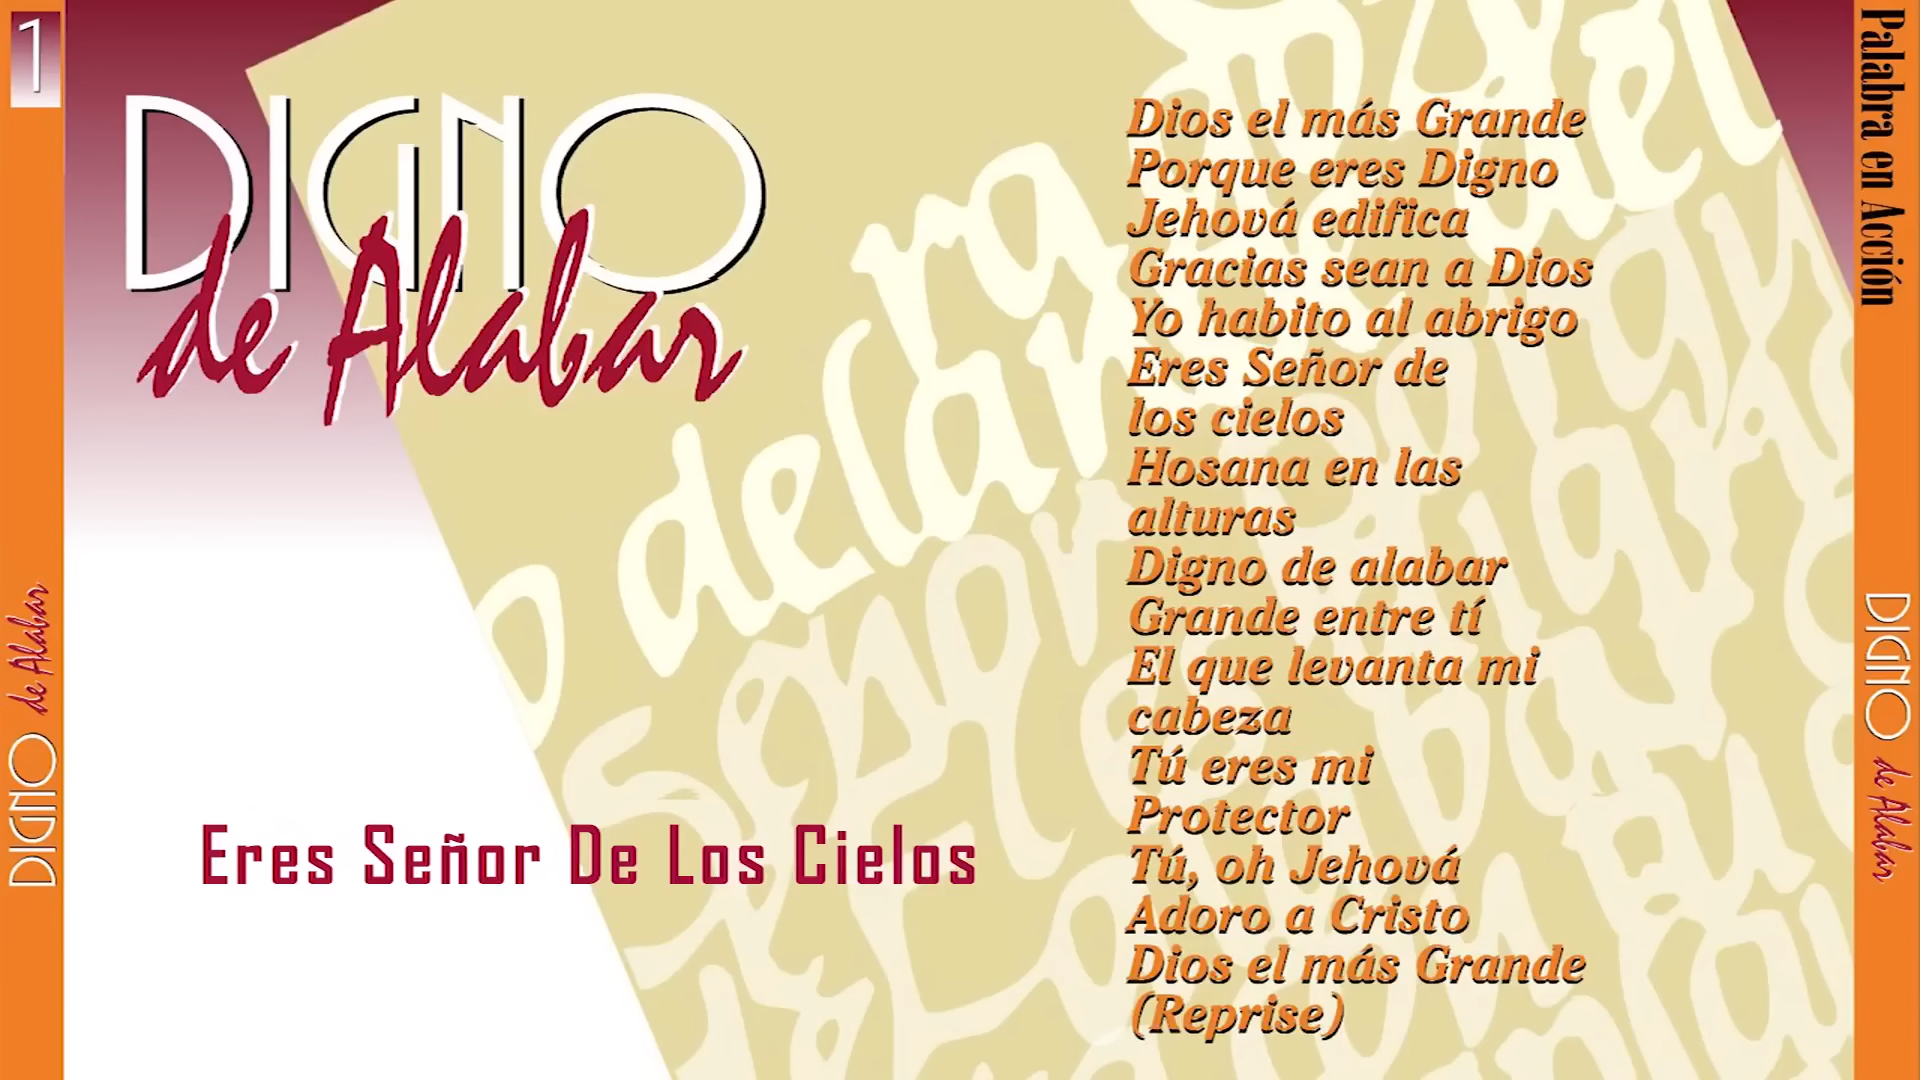 1
DIGNO
de Alabar
DIGNO de Alabar
Eres Señor De Los Cielos
Dios el más Grande
Porque eres Digno
Jehová edifica
Gracias sean a Dios
Yo habito al abrigo
Eres Señor de
los cielos
Hosana en las
alturas
Digno de alabar
Grande entre tí
El que levanta mi
cabeza
Tú eres mi
Protector
Tú, oh Jehová
Adoro a Cristo
Dios el más Grande
(Reprise)
Palabra en Acción
DIGNO de Alabar